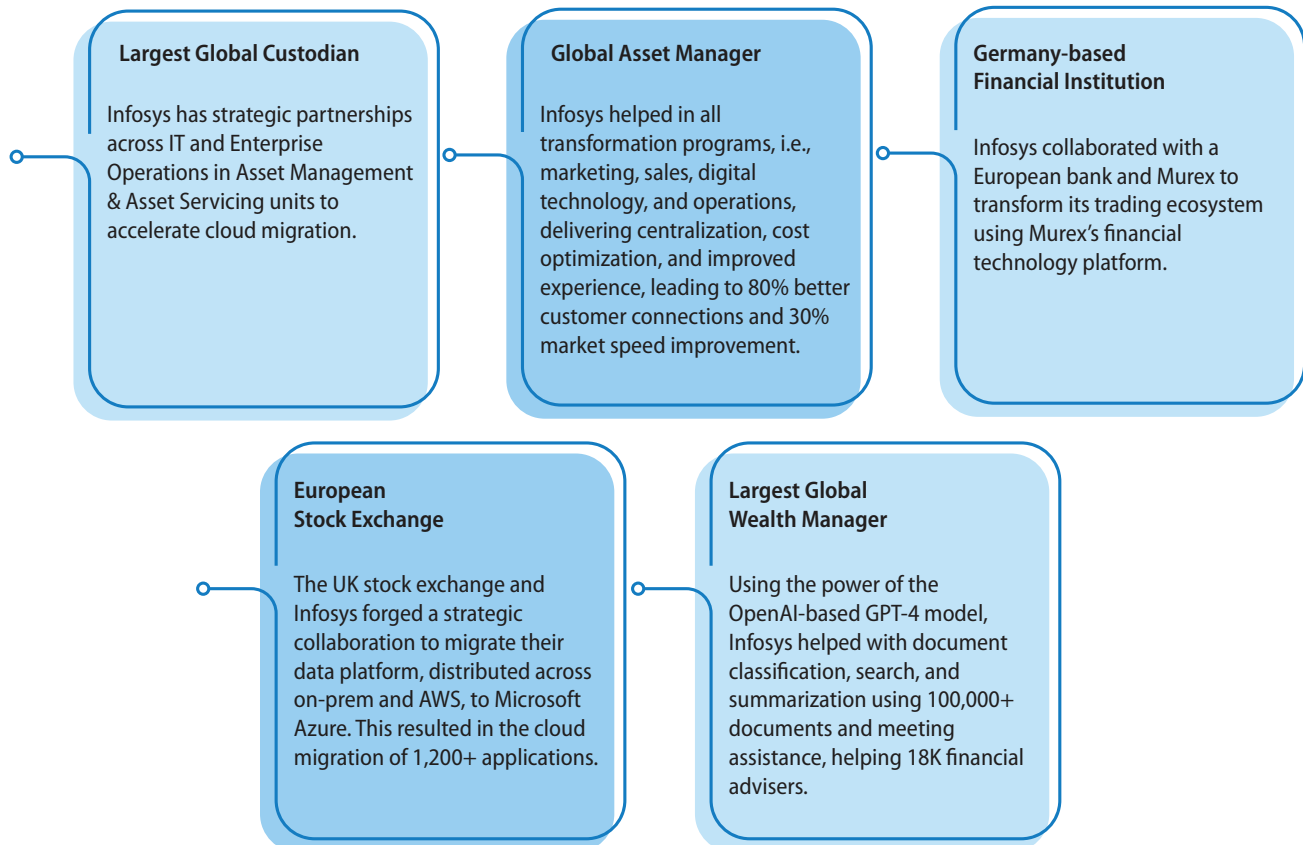 Largest Global Custodian
Infosys has strategic partnerships
across IT and Enterprise
Operations in Asset Management
& Asset Servicing units to
accelerate cloud migration.
Global Asset Manager
Infosys helped in all
transformation programs, i.e.,
marketing, sales, digital
technology, and operations,
delivering centralization, cost
optimization, and improved
experience, leading to 80% better
customer connections and 30%
market speed improvement.
Germany-based
Financial Institution
Infosys collaborated with a
European bank and Murex to
transform its trading ecosystem
using Murex’s financial
technology platform.
European
Stock Exchange
The UK stock exchange and
Infosys forged a strategic
collaboration to migrate their
data platform, distributed across
on-prem and AWS, to Microsoft
Azure. This resulted in the cloud
migration of 1,200+ applications.
Largest Global
Wealth Manager
Using the power of the
OpenAI-based GPT-4 model,
Infosys helped with document
classification, search, and
summarization using 100,000+
documents and meeting
assistance, helping 18K financial
advisers.